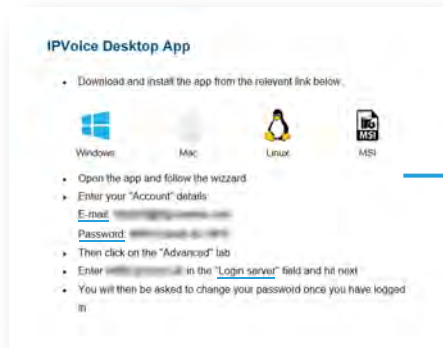 IPVoice Desktop App
Download and install the app from the relevent link below.
MSI
Windows Mac Linux MSI
Open the app and follow the wizzard
Enter your "Account" details
E-mail:
Password:
Then click on the "Advanced" tab
Enter in the "Login server" field and hit next
You will then be asked to change your password once you have logged
in